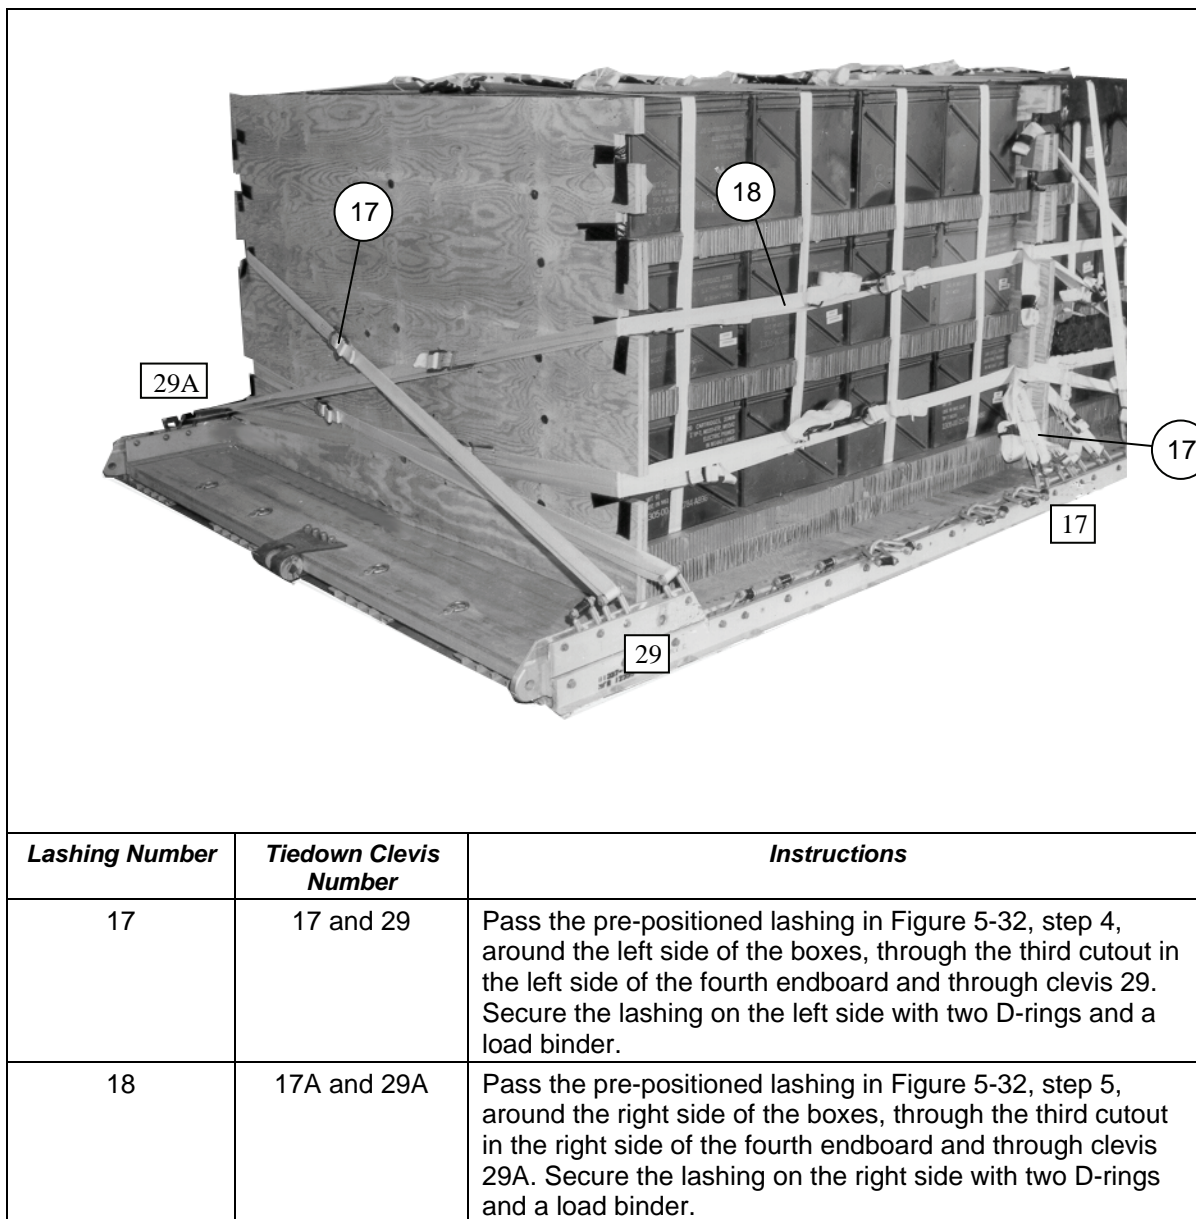 17
18
29A
17
17
29
Lashing Number
Tiedown Clevis
Number
Instructions
17
17 and 29
Pass the pre-positioned lashing in Figure 5-32, step 4,
around the left side of the boxes, through the third cutout in
the left side of the fourth endboard and through clevis 29.
Secure the lashing on the left side with two D-rings and a
load binder.
18
17A and 29A
Pass the pre-positioned lashing in Figure 5-32, step 5,
around the right side of the boxes, through the third cutout
in the right side of the fourth endboard and through clevis
29A. Secure the lashing on the right side with two D-rings
and a load binder.